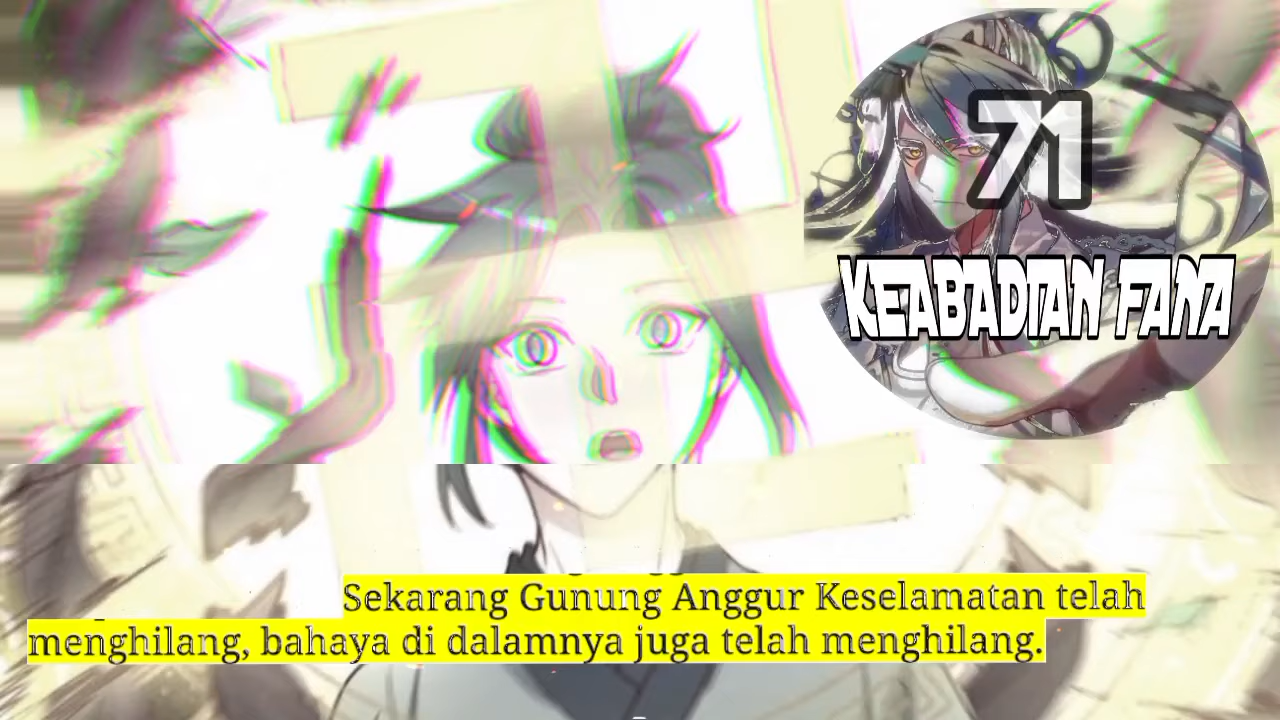 71
KEABADIAN FANA
Sekarang Gunung Anggur Keselamatan telah
menghilang, bahaya di dalamnya juga telah menghilang.